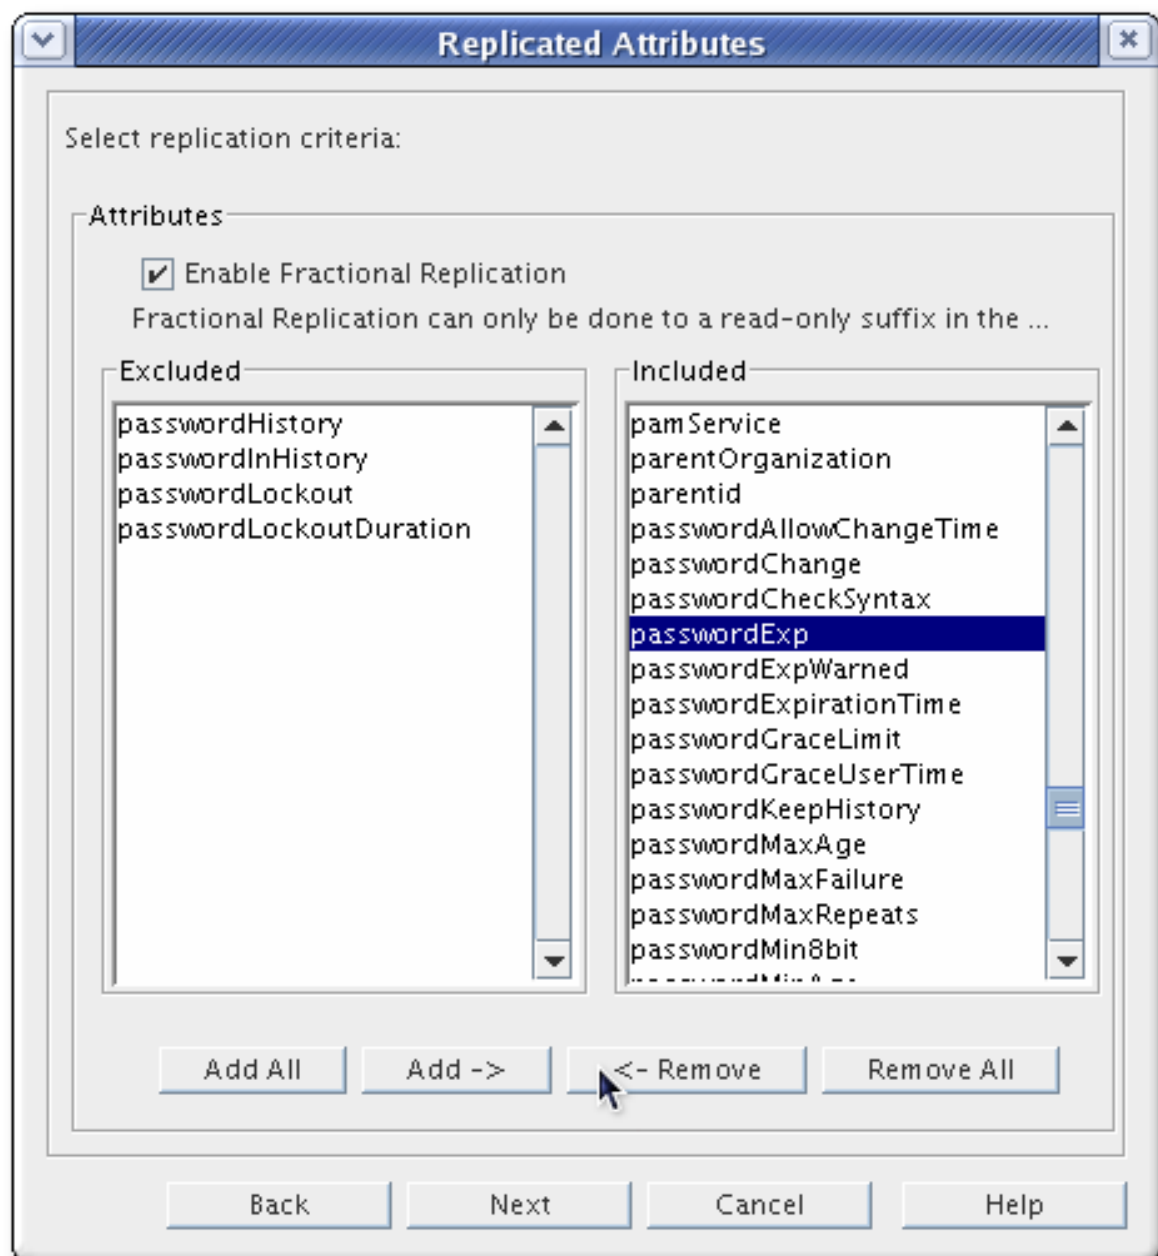 Replicated Attributes
Select replication criteria:
Attributes
Enable Fractional Replication
Fractional Replication can only be done to a read-only suffix in the ...
Excluded
passwordHistory
passwordInHistory
passwordLockout
passwordLockoutDuration
Included
pamService
parentOrganization
parentid
passwordAllowChangeTime
passwordChange
passwordCheckSyntax
passwordExp
passwordExpWarned
passwordExpirationTime
passwordGraceLimit
passwordGraceUserTime
passwordKeepHistory
passwordMaxAge
passwordMaxFailure
passwordMaxRepeats
passwordMin8bit
Add All Add -> <- Remove Remove All
Back Next Cancel Help